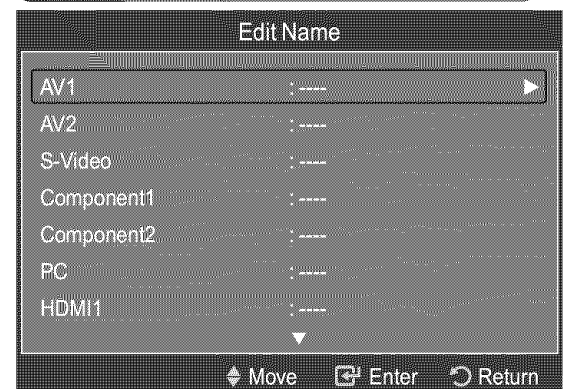 Edit Name
AV1 : ----
AV2 : ----
S-Video : ----
Component1 : ----
Component2 : ----
PC : ----
HDMI1 : ----
Move Enter Return